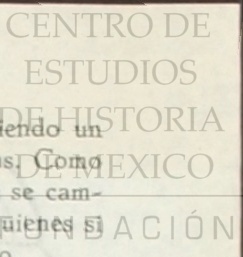 CENTRO DE
ESTUDIOS
DE HISTORIA
iendo un
s. Como
DE MEXICO
se cam-
uienes si
FUNDACIÓN